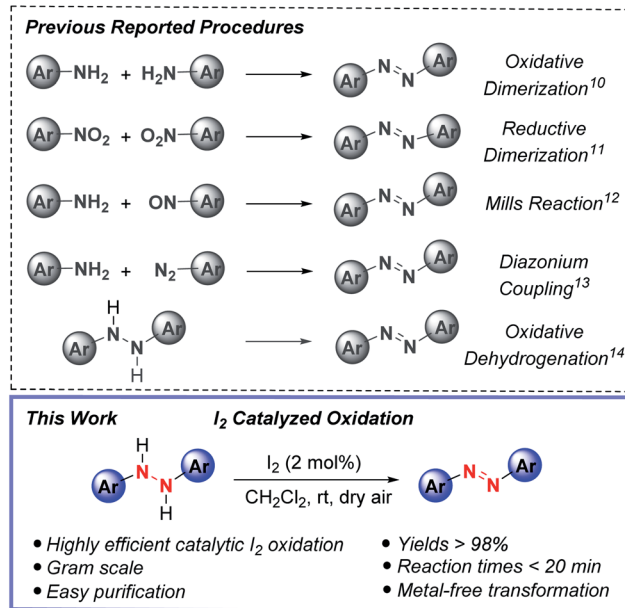 Previous Reported Procedures
Ar NH₂ + H₂N Ar Ar N N Ar Oxidative Dimerization¹⁰
Ar NO₂ + O₂N Ar Ar N N Ar Reductive Dimerization¹¹
Ar NH₂ + ON Ar Ar N N Ar Mills Reaction¹²
Ar NH₂ + N₂ Ar Ar N N Ar Diazonium Coupling¹³
H
Ar N N Ar Ar N N Ar Oxidative Dehydrogenation¹⁴
H
This Work I₂ Catalyzed Oxidation
H
Ar N N Ar I₂ (2 mol%) Ar N N Ar
CH₂Cl₂, rt, dry air
H
• Highly efficient catalytic I₂ oxidation • Yields > 98%
• Gram scale • Reaction times < 20 min
• Easy purification • Metal-free transformation